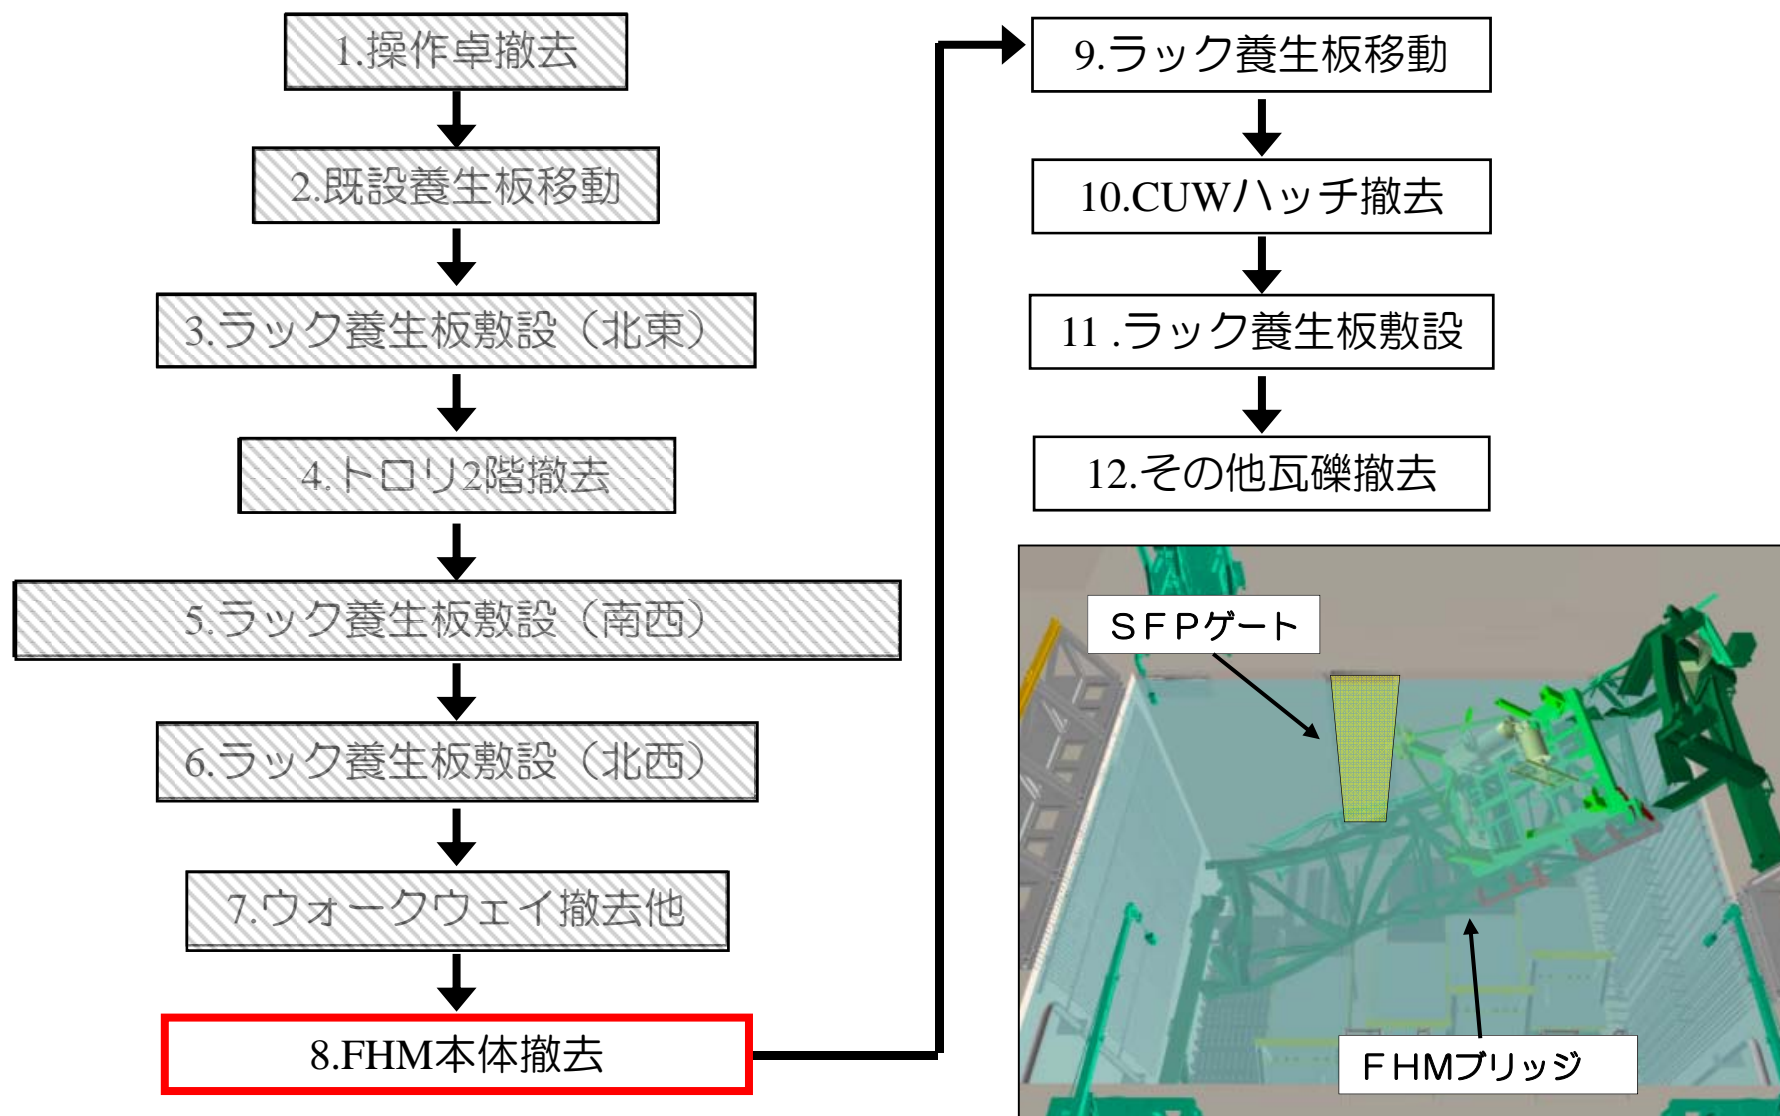 1.操作卓撤去
2.既設養生板移動
3.ラック養生板敷設（北東）
4.トロリ2階撤去
5.ラック養生板敷設（南西）
6.ラック養生板敷設（北西）
7.ウォークウェイ撤去他
8.FHM本体撤去
9.ラック養生板移動
10.CUWハッチ撤去
11 .ラック養生板敷設
12.その他瓦礫撤去
ＳＦＰゲート
ＦＨＭブリッジ